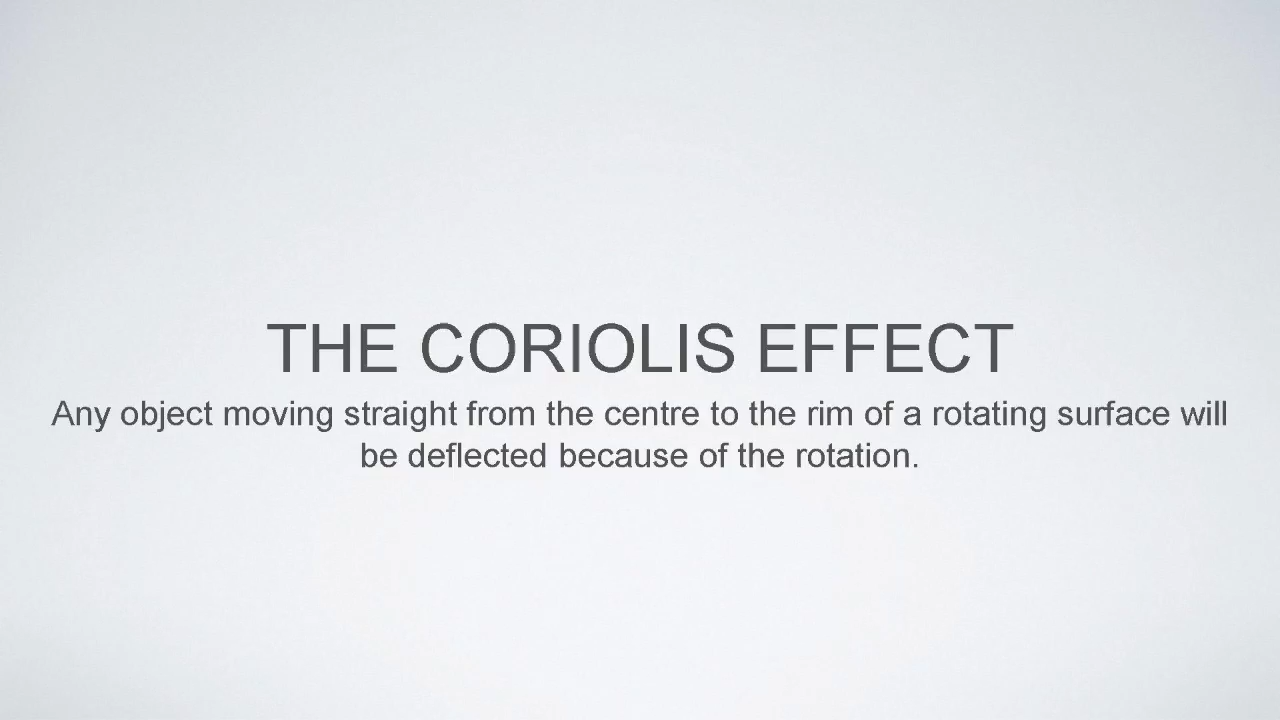 THE CORIOLIS EFFECT
Any object moving straight from the centre to the rim of a rotating surface will
be deflected because of the rotation.